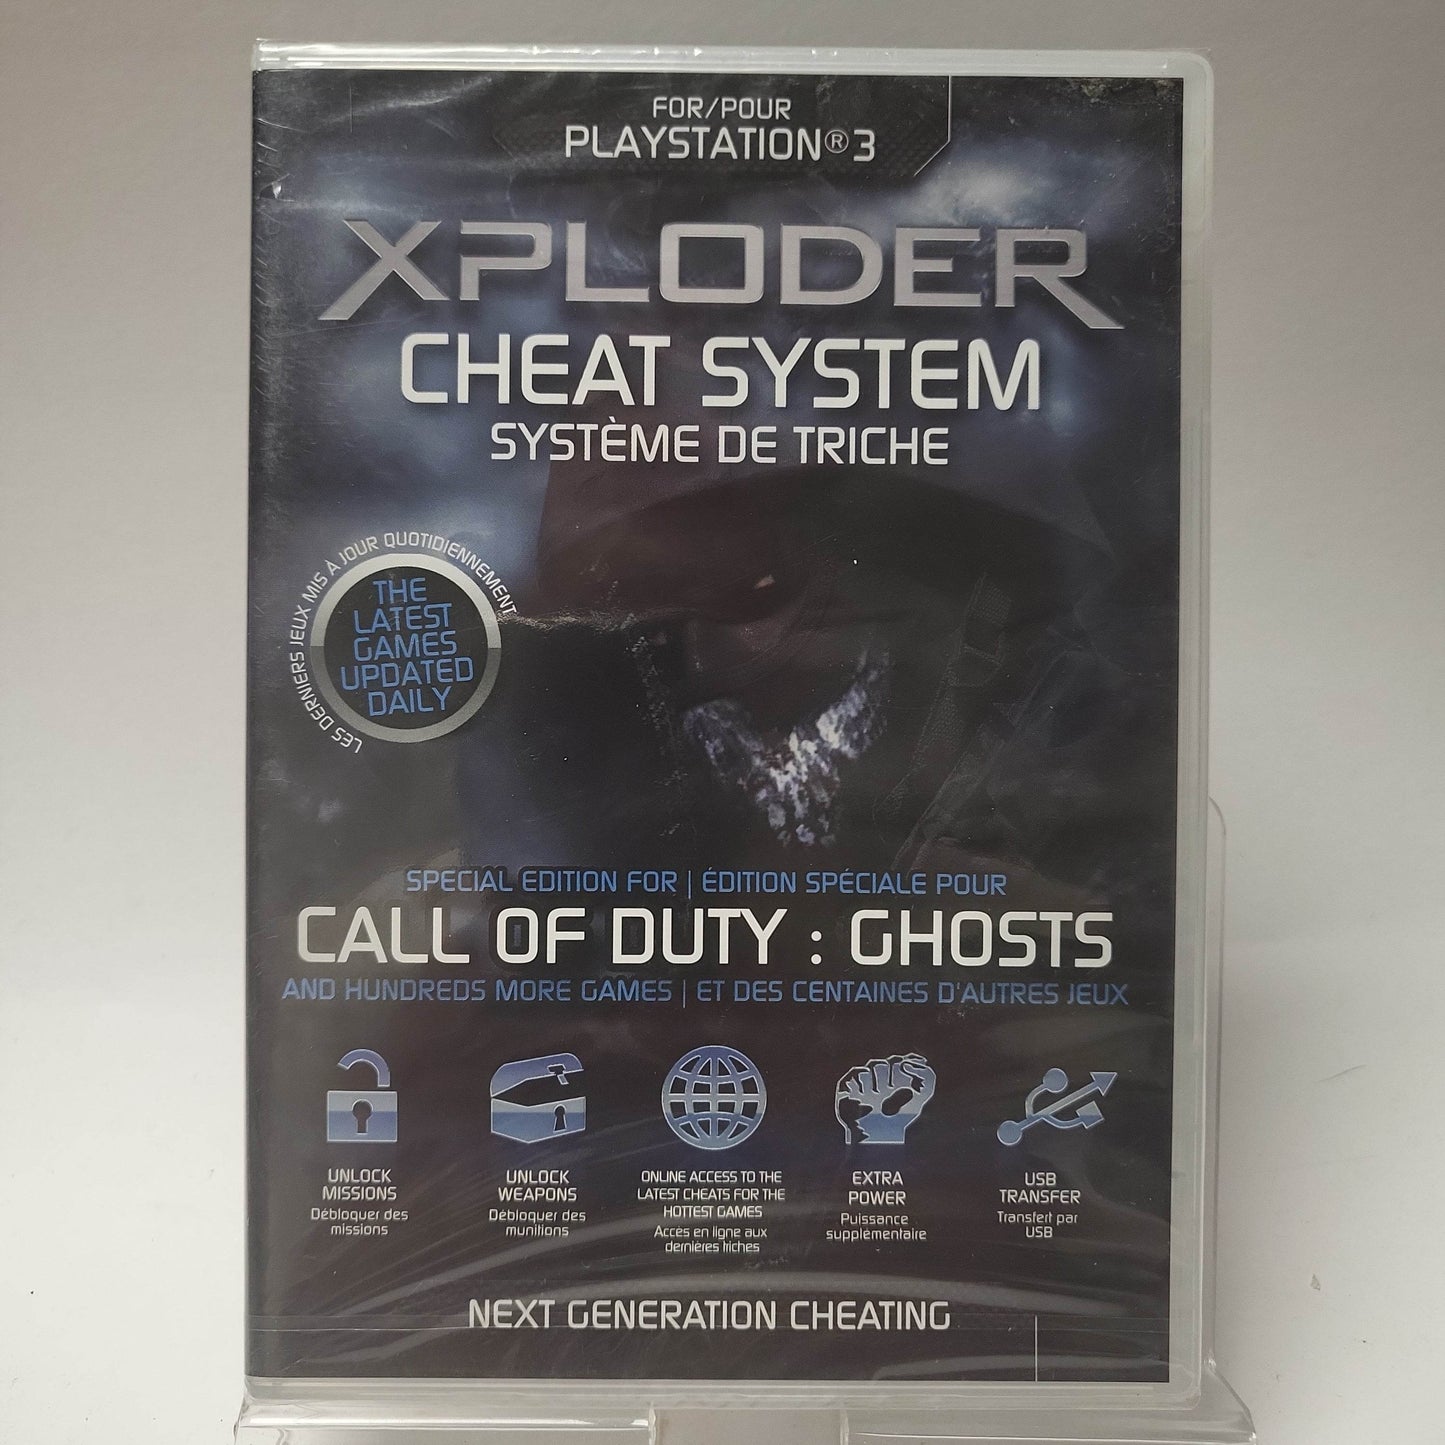 FOR/POUR
PLAYSTATION®3
XPLODER
CHEAT SYSTEM
SYSTÈME DE TRICHE
LES DERNIERS JEUX MIS À JOUR QUOTIDIENNEMENT
THE
LATEST
GAMES
UPDATED
DAILY
SPECIAL EDITION FOR | ÉDITION SPÉCIALE POUR
CALL OF DUTY : GHOSTS
AND HUNDREDS MORE GAMES | ET DES CENTAINES D'AUTRES JEUX
UNLOCK
MISSIONS
Débloquer des
missions
UNLOCK
WEAPONS
Débloquer des
munitions
ONLINE ACCESS TO THE
LATEST CHEATS FOR THE
HOTTEST GAMES
Accès en ligne aux
dernières triches
EXTRA
POWER
Puissance
supplémentaire
USB
TRANSFER
Transfert par
USB
NEXT GENERATION CHEATING